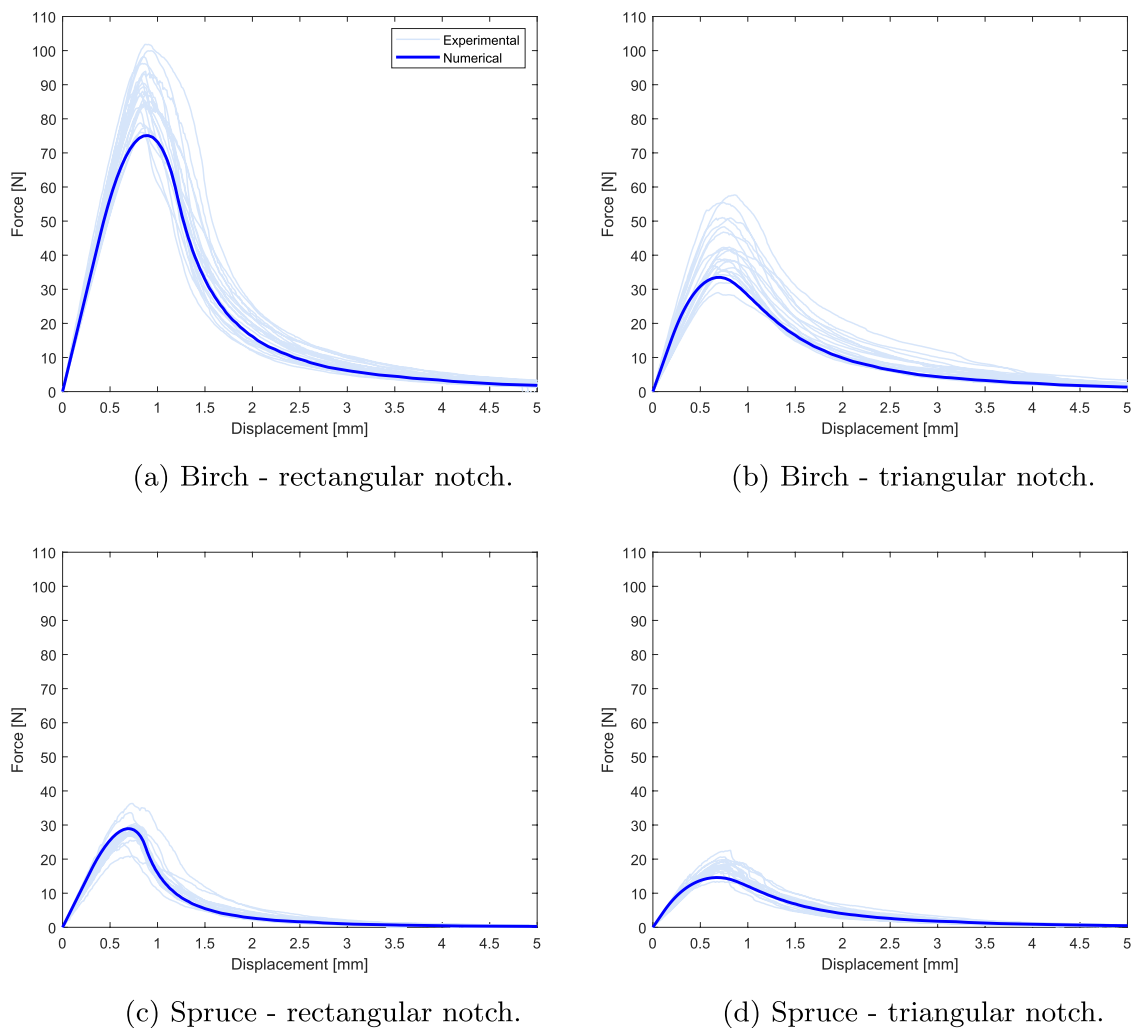 110
100
90
80
70
60
50
40
30
20
10
0
Force [N]
Experimental
Numerical
0 0.5 1 1.5 2 2.5 3 3.5 4 4.5 5
Displacement [mm]
(a) Birch - rectangular notch.
110
100
90
80
70
60
50
40
30
20
10
0
Force [N]
0 0.5 1 1.5 2 2.5 3 3.5 4 4.5 5
Displacement [mm]
(b) Birch - triangular notch.
110
100
90
80
70
60
50
40
30
20
10
0
Force [N]
0 0.5 1 1.5 2 2.5 3 3.5 4 4.5 5
Displacement [mm]
(c) Spruce - rectangular notch.
110
100
90
80
70
60
50
40
30
20
10
0
Force [N]
0 0.5 1 1.5 2 2.5 3 3.5 4 4.5 5
Displacement [mm]
(d) Spruce - triangular notch.